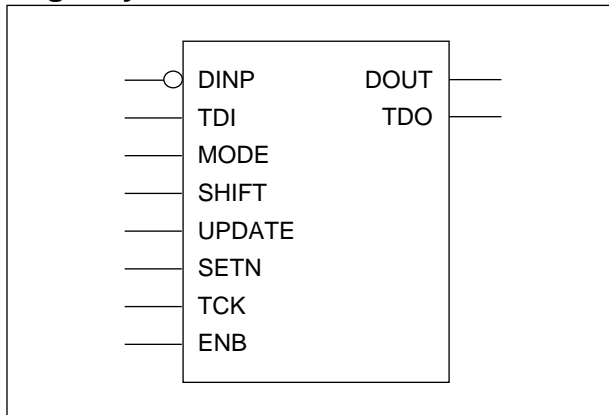 DINP DOUT
TDI TDO
MODE
SHIFT
UPDATE
SETN
TCK
ENB